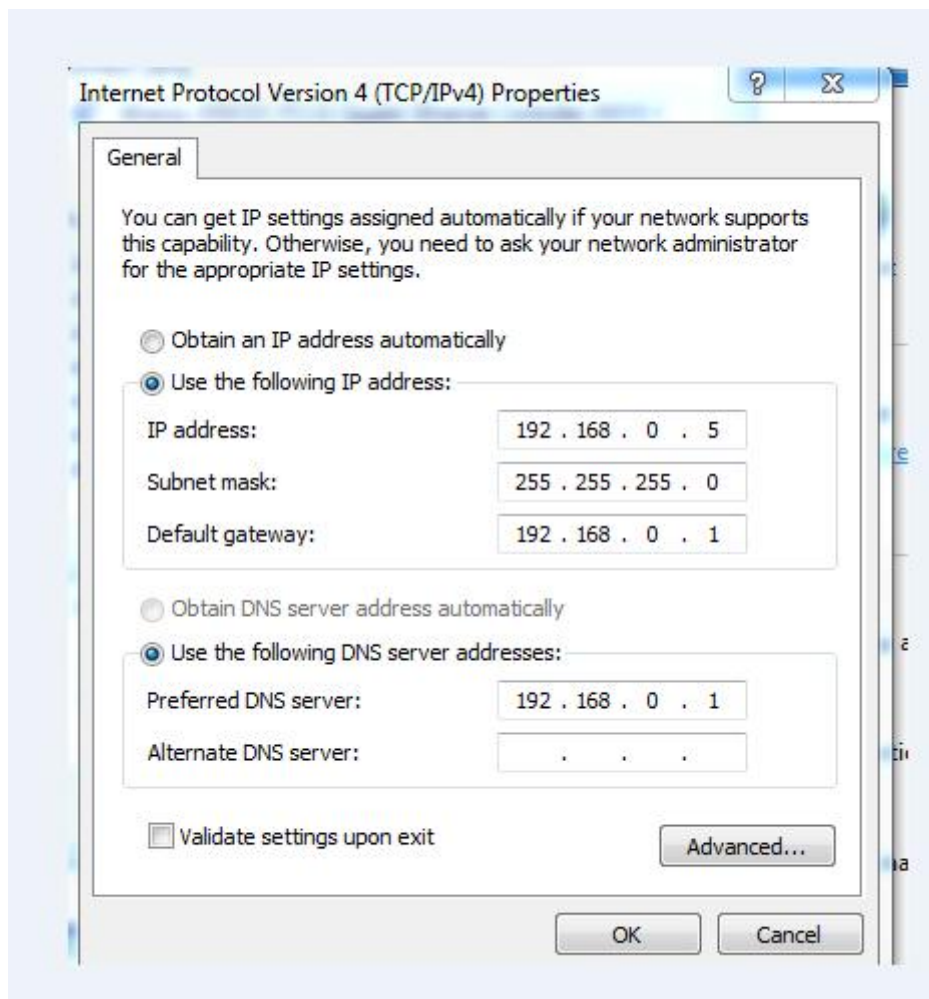 Internet Protocol Version 4 (TCP/IPv4) Properties
General
You can get IP settings assigned automatically if your network supports
this capability. Otherwise, you need to ask your network administrator
for the appropriate IP settings.
Obtain an IP address automatically
Use the following IP address:
IP address: 192 . 168 . 0 . 5
Subnet mask: 255 . 255 . 255 . 0
Default gateway: 192 . 168 . 0 . 1
Obtain DNS server address automatically
Use the following DNS server addresses:
Preferred DNS server: 192 . 168 . 0 . 1
Alternate DNS server: . . .
Validate settings upon exit
Advanced...
OK Cancel